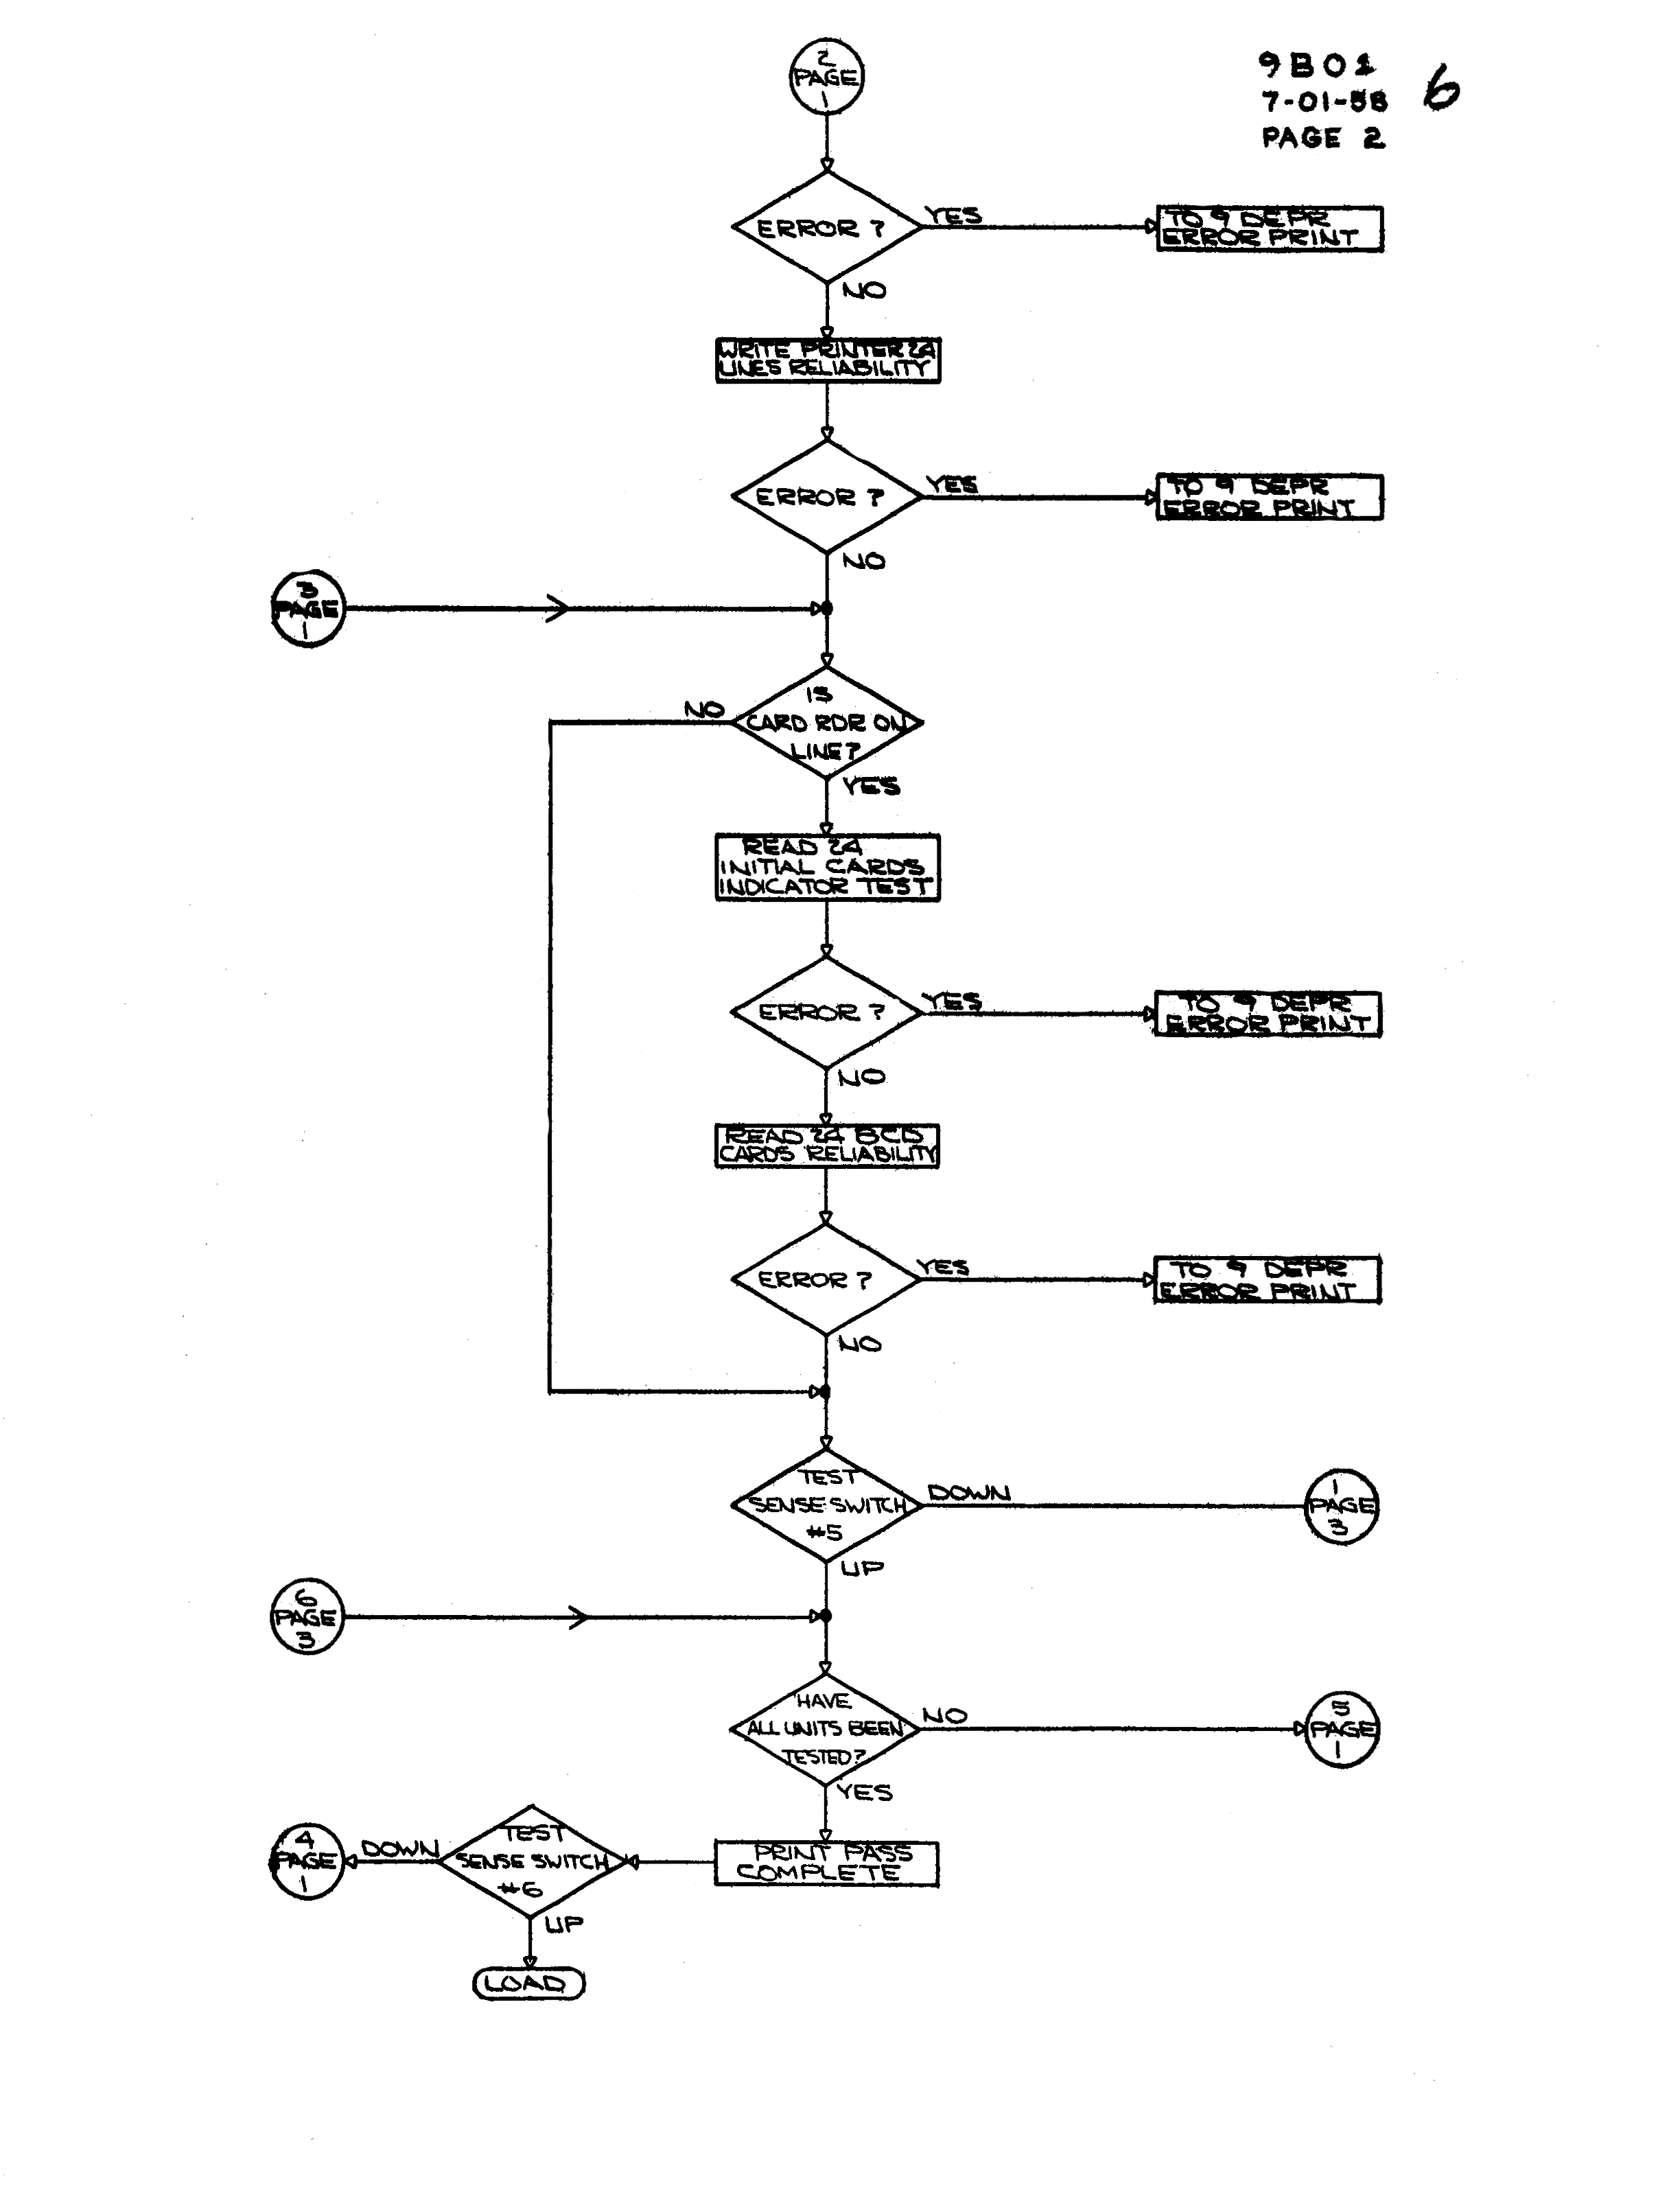 2
PAGE
1
9B01
7-01-58
PAGE 2
6
ERROR ?
YES
TO 9 DEPR
ERROR PRINT
NO
WRITE PRINTER 24
LINES RELIABILITY
ERROR ?
YES
TO 9 DEPR
ERROR PRINT
NO
3
PAGE
1
IS
CARD RDR ON
LINE?
NO
YES
READ 24
INITIAL CARDS
INDICATOR TEST
ERROR ?
YES
TO 9 DEPR
ERROR PRINT
NO
READ 24 BCD
CARDS RELIABILITY
ERROR ?
YES
TO 9 DEPR
ERROR PRINT
NO
TEST
SENSE SWITCH
#5
DOWN
1
PAGE
3
UP
6
PAGE
3
HAVE
ALL UNITS BEEN
TESTED?
NO
5
PAGE
1
YES
PRINT PASS
COMPLETE
TEST
SENSE SWITCH
#6
DOWN
4
PAGE
1
UP
LOAD